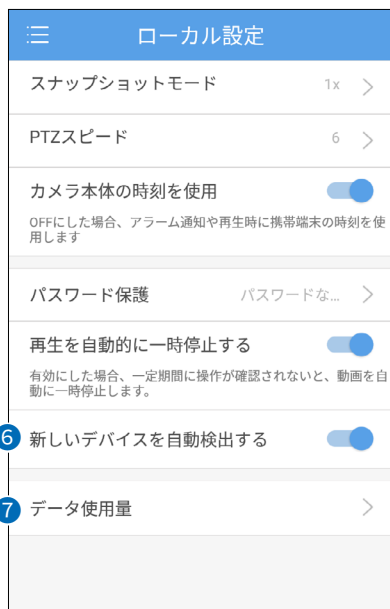 ローカル設定
スナップショットモード 1x
PTZスピード 6
カメラ本体の時刻を使用
OFFにした場合、アラーム通知や再生時に携帯端末の時刻を使
用します
パスワード保護 パスワードな...
再生を自動的に一時停止する
有効にした場合、一定期間に操作が確認されないと、動画を自
動に一時停止します。
6 新しいデバイスを自動検出する
7 データ使用量